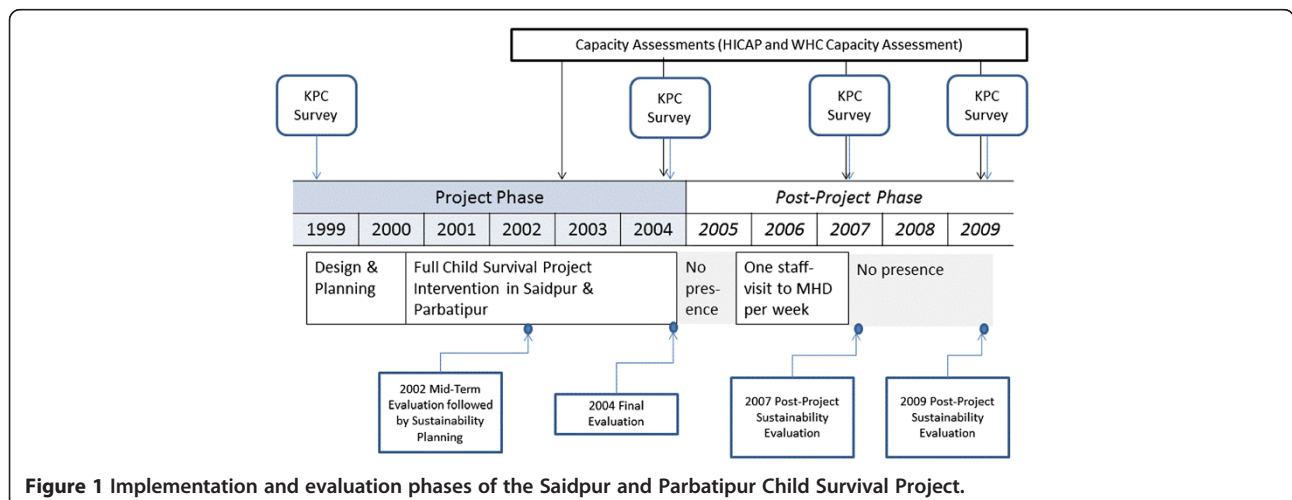 Capacity Assessments (HICAP and WHC Capacity Assessment)
KPC
Survey
KPC
Survey
KPC
Survey
KPC
Survey
Project Phase
Post-Project Phase
1999 2000 2001 2002 2003 2004 2005 2006 2007 2008 2009
Design &
Planning
Full Child Survival Project
Intervention in Saidpur &
Parbatipur
No
pres-
ence
One staff-
visit to MHD
per week
No presence
2002 Mid-Term
Evaluation followed
by Sustainability
Planning
2004 Final
Evaluation
2007 Post-Project
Sustainability
Evaluation
2009 Post-Project
Sustainability
Evaluation
Figure 1 Implementation and evaluation phases of the Saidpur and Parbatipur Child Survival Project.